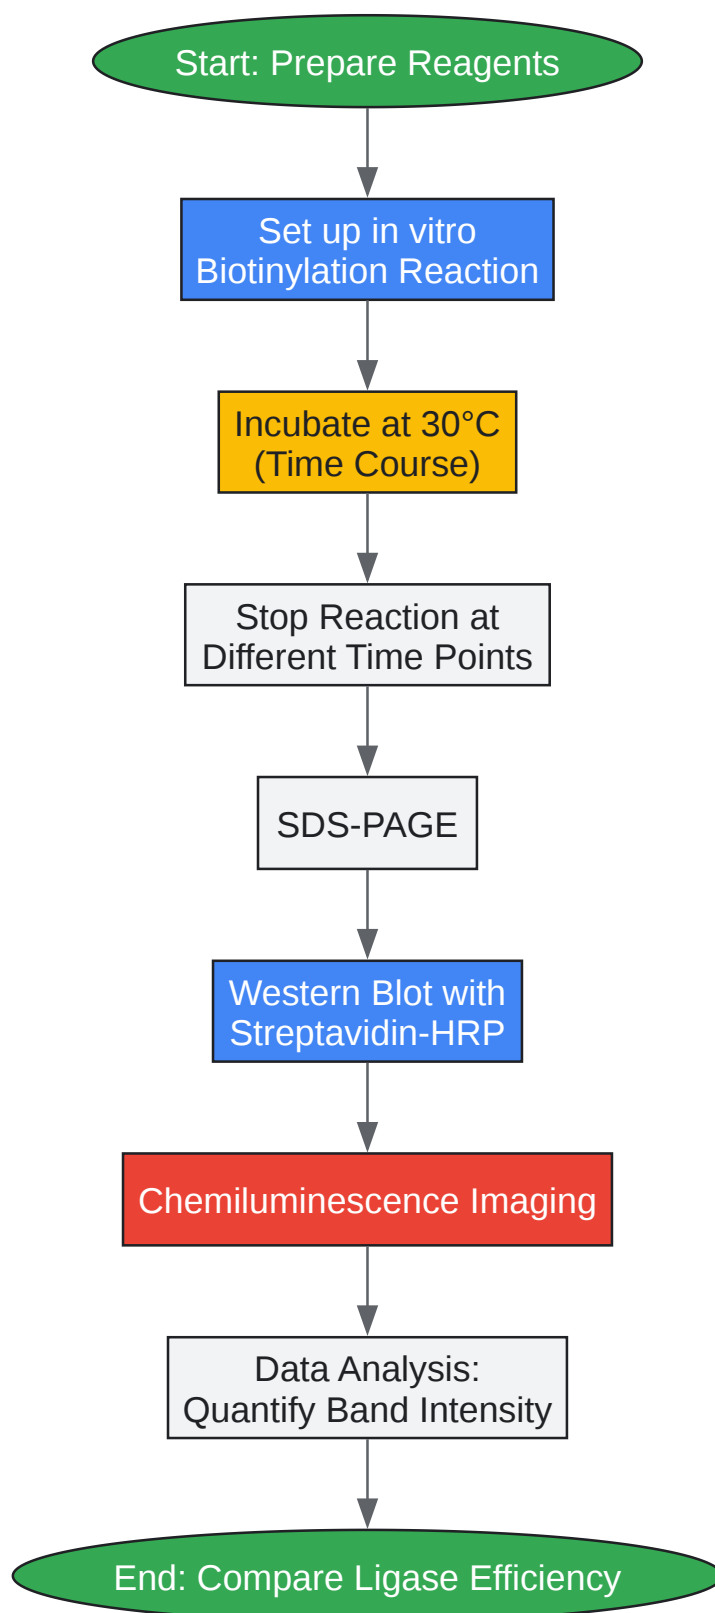 Start: Prepare Reagents
Set up in vitro
Biotinylation Reaction
Incubate at 30°C
(Time Course)
Stop Reaction at
Different Time Points
SDS-PAGE
Western Blot with
Streptavidin-HRP
Chemiluminescence Imaging
Data Analysis:
Quantify Band Intensity
End: Compare Ligase Efficiency